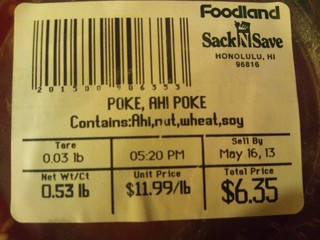 Foodland
Sack N Save
HONOLULU, HI
96816
POKE, AHI POKE
Contains:Ahi,nut,wheat,soy
Tare
0.03 lb
05:20 PM
Sell By
May 16, 13
Net Wt/Ct
0.53 lb
Unit Price
$11.99/lb
Total Price
$6.35